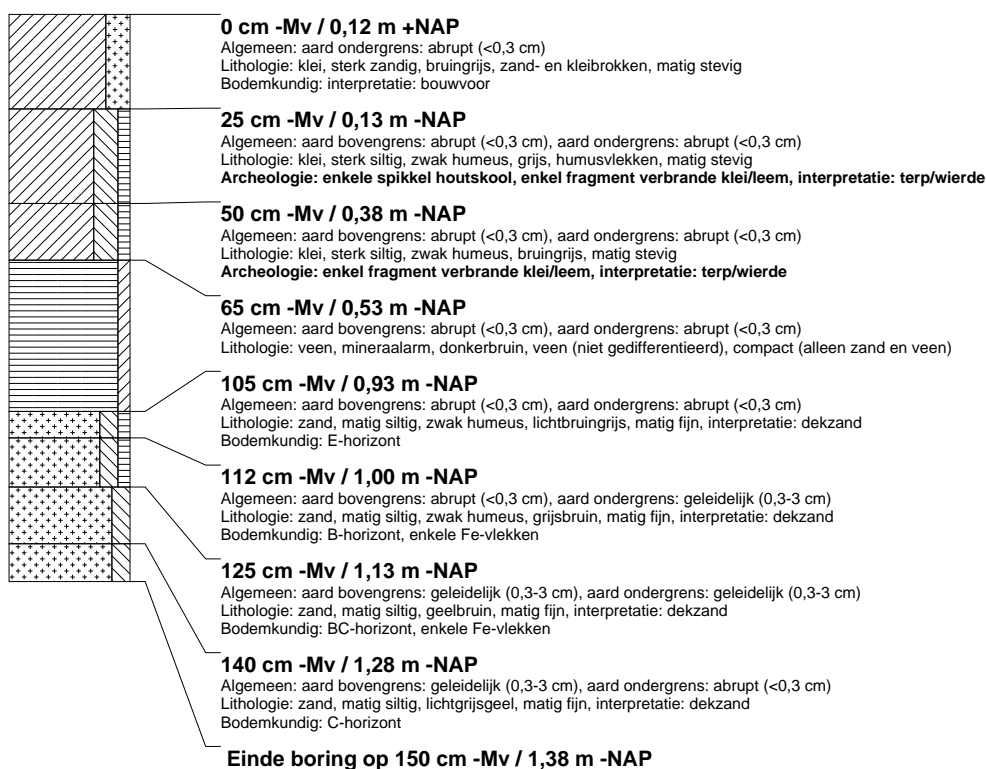 0 cm -Mv / 0,12 m +NAP
Algemeen: aard ondergrens: abrupt (<0,3 cm)
Lithologie: klei, sterk zandig, bruingrijs, zand- en kleibrokken, matig stevig
Bodemkundig: interpretatie: bouwvoor
25 cm -Mv / 0,13 m -NAP
Algemeen: aard bovengrens: abrupt (<0,3 cm), aard ondergrens: abrupt (<0,3 cm)
Lithologie: klei, sterk siltig, zwak humeus, grijs, humusvlekken, matig stevig
Archeologie: enkele spikkel houtskool, enkel fragment verbrande klei/leem, interpretatie: terp/wierde
50 cm -Mv / 0,38 m -NAP
Algemeen: aard bovengrens: abrupt (<0,3 cm), aard ondergrens: abrupt (<0,3 cm)
Lithologie: klei, sterk siltig, zwak humeus, bruingrijs, matig stevig
Archeologie: enkel fragment verbrande klei/leem, interpretatie: terp/wierde
65 cm -Mv / 0,53 m -NAP
Algemeen: aard bovengrens: abrupt (<0,3 cm), aard ondergrens: abrupt (<0,3 cm)
Lithologie: veen, mineraalarm, donkerbruin, veen (niet gedifferentieerd), compact (alleen zand en veen)
105 cm -Mv / 0,93 m -NAP
Algemeen: aard bovengrens: abrupt (<0,3 cm), aard ondergrens: abrupt (<0,3 cm)
Lithologie: zand, matig siltig, zwak humeus, lichtbruingrijs, matig fijn, interpretatie: dekzand
Bodemkundig: E-horizont
112 cm -Mv / 1,00 m -NAP
Algemeen: aard bovengrens: abrupt (<0,3 cm), aard ondergrens: geleidelijk (0,3-3 cm)
Lithologie: zand, matig siltig, zwak humeus, grijsbruin, matig fijn, interpretatie: dekzand
Bodemkundig: B-horizont, enkele Fe-vlekken
125 cm -Mv / 1,13 m -NAP
Algemeen: aard bovengrens: geleidelijk (0,3-3 cm), aard ondergrens: geleidelijk (0,3-3 cm)
Lithologie: zand, matig siltig, geelbruin, matig fijn, interpretatie: dekzand
Bodemkundig: BC-horizont, enkele Fe-vlekken
140 cm -Mv / 1,28 m -NAP
Algemeen: aard bovengrens: geleidelijk (0,3-3 cm), aard ondergrens: abrupt (<0,3 cm)
Lithologie: zand, matig siltig, lichtgrijsgeel, matig fijn, interpretatie: dekzand
Bodemkundig: C-horizont
Einde boring op 150 cm -Mv / 1,38 m -NAP